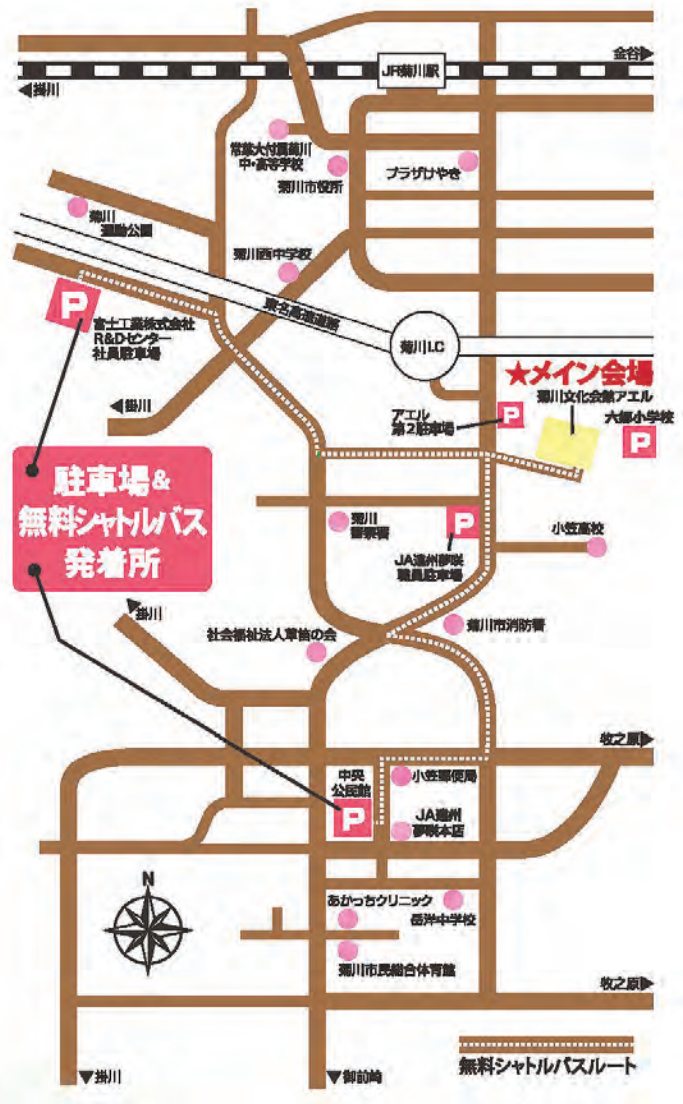 金谷
JR菊川駅
掛川
常葉大付属菊川
中・高等学校
菊川市役所
プラザけやき
菊川
運動公園
菊川西中学校
東名高速道路
菊川I.C
P
富士工業株式会社
R&Dセンター
社員駐車場
★メイン会場
菊川文化会館アエル
アエル
第2駐車場
P
六郷小学校
P
掛川
駐車場&
無料シャトルバス
発着所
菊川
警察署
P
JA遠州夢咲
職員駐車場
小笠高校
掛川
社会福祉法人草笛の会
菊川市消防署
牧之原
中央
公民館
P
小笠郵便局
JA遠州
夢咲本店
N
あかっちクリニック
岳洋中学校
菊川市民総合体育館
牧之原
無料シャトルバスルート
掛川
御前崎